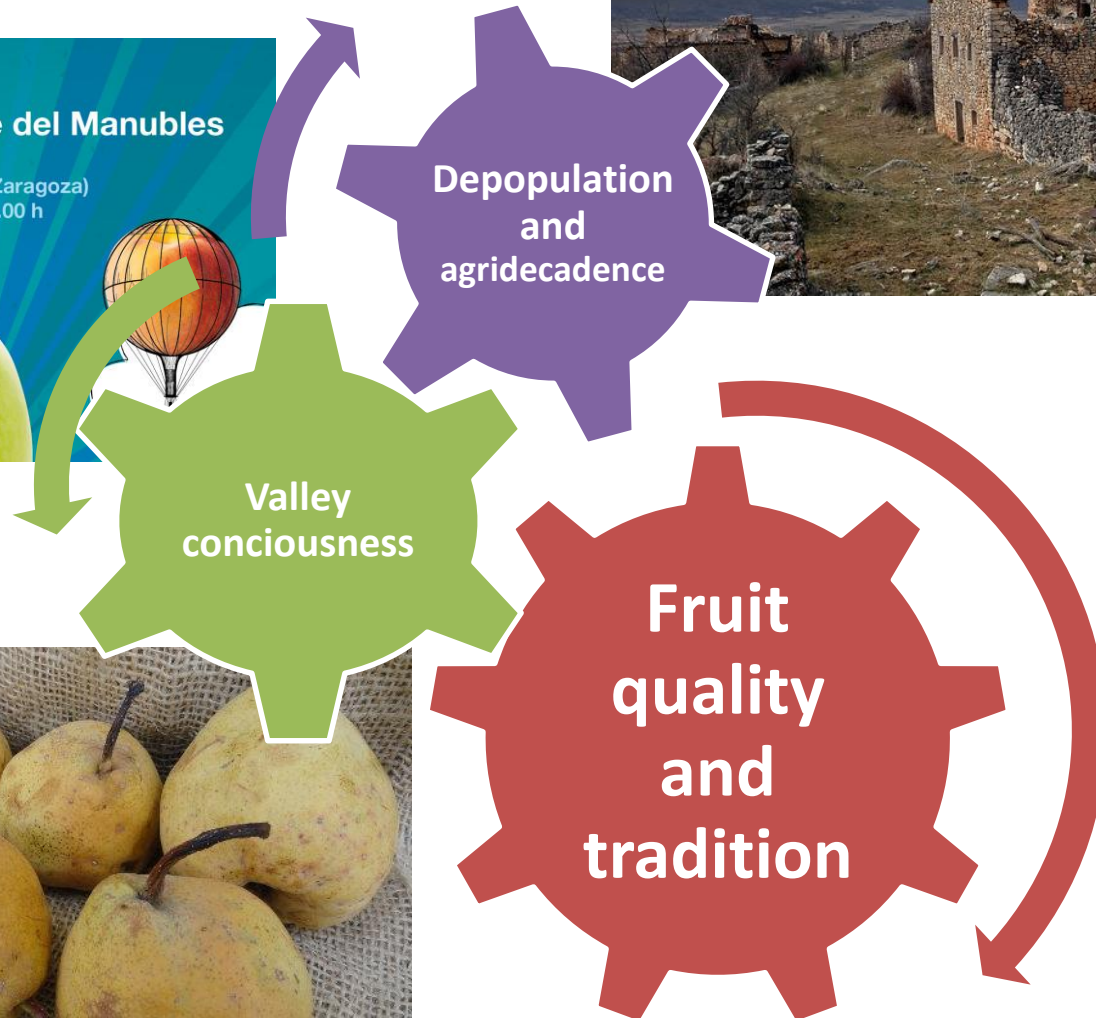 del Manubles
Zaragoza)
00 h
Depopulation
and
agridecadence
Valley
conciousness
Fruit
quality
and
tradition